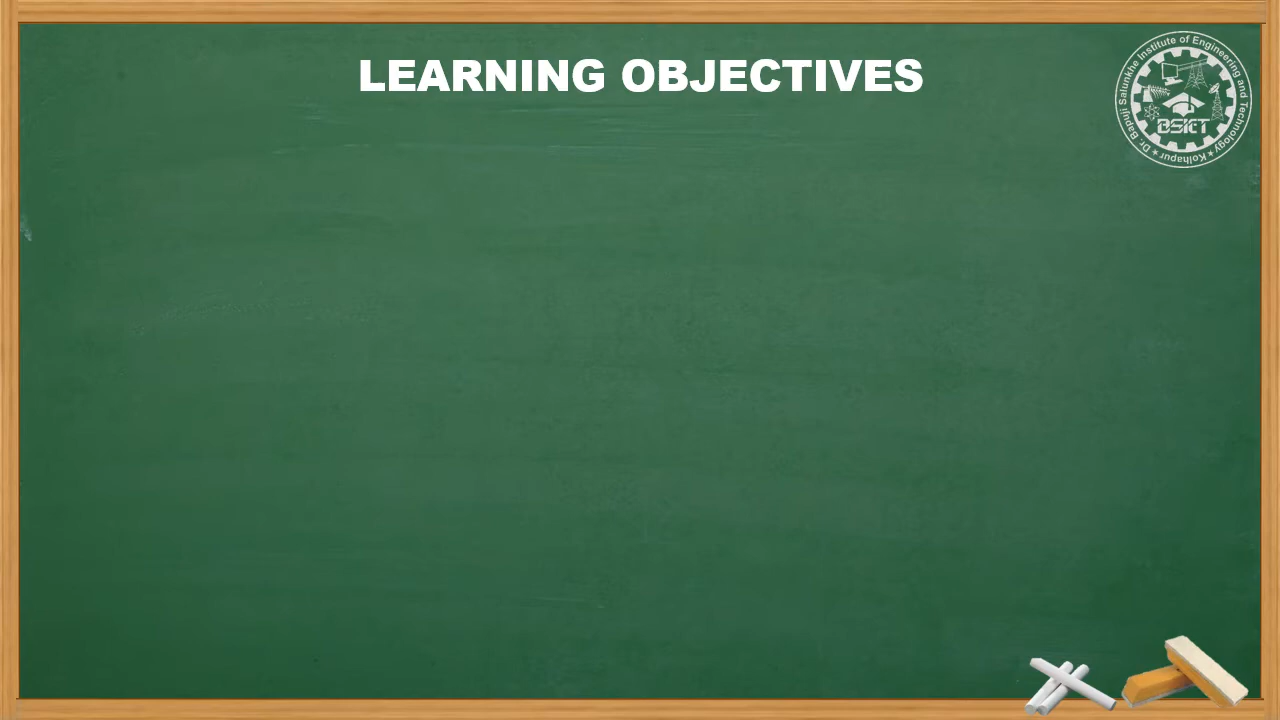 LEARNING OBJECTIVES
Dr Bapuji Salunkhe Institute of Engineering and Technology
★ Kolhapur ★
BSIET